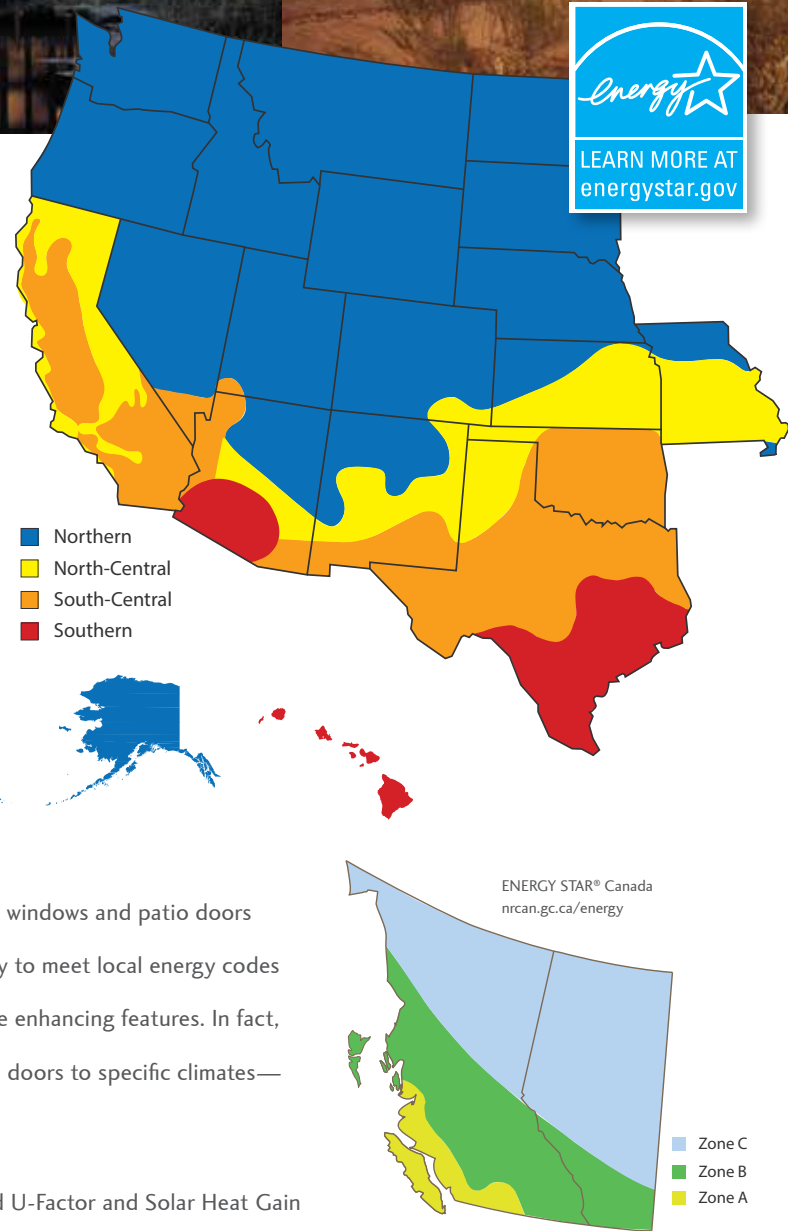 energy
LEARN MORE AT
energystar.gov
Northern
North-Central
South-Central
Southern
windows and patio doors
to meet local energy codes
enhancing features. In fact,
doors to specific climates—
U-Factor and Solar Heat Gain
ENERGY STAR® Canada
nrcan.gc.ca/energy
Zone C
Zone B
Zone A